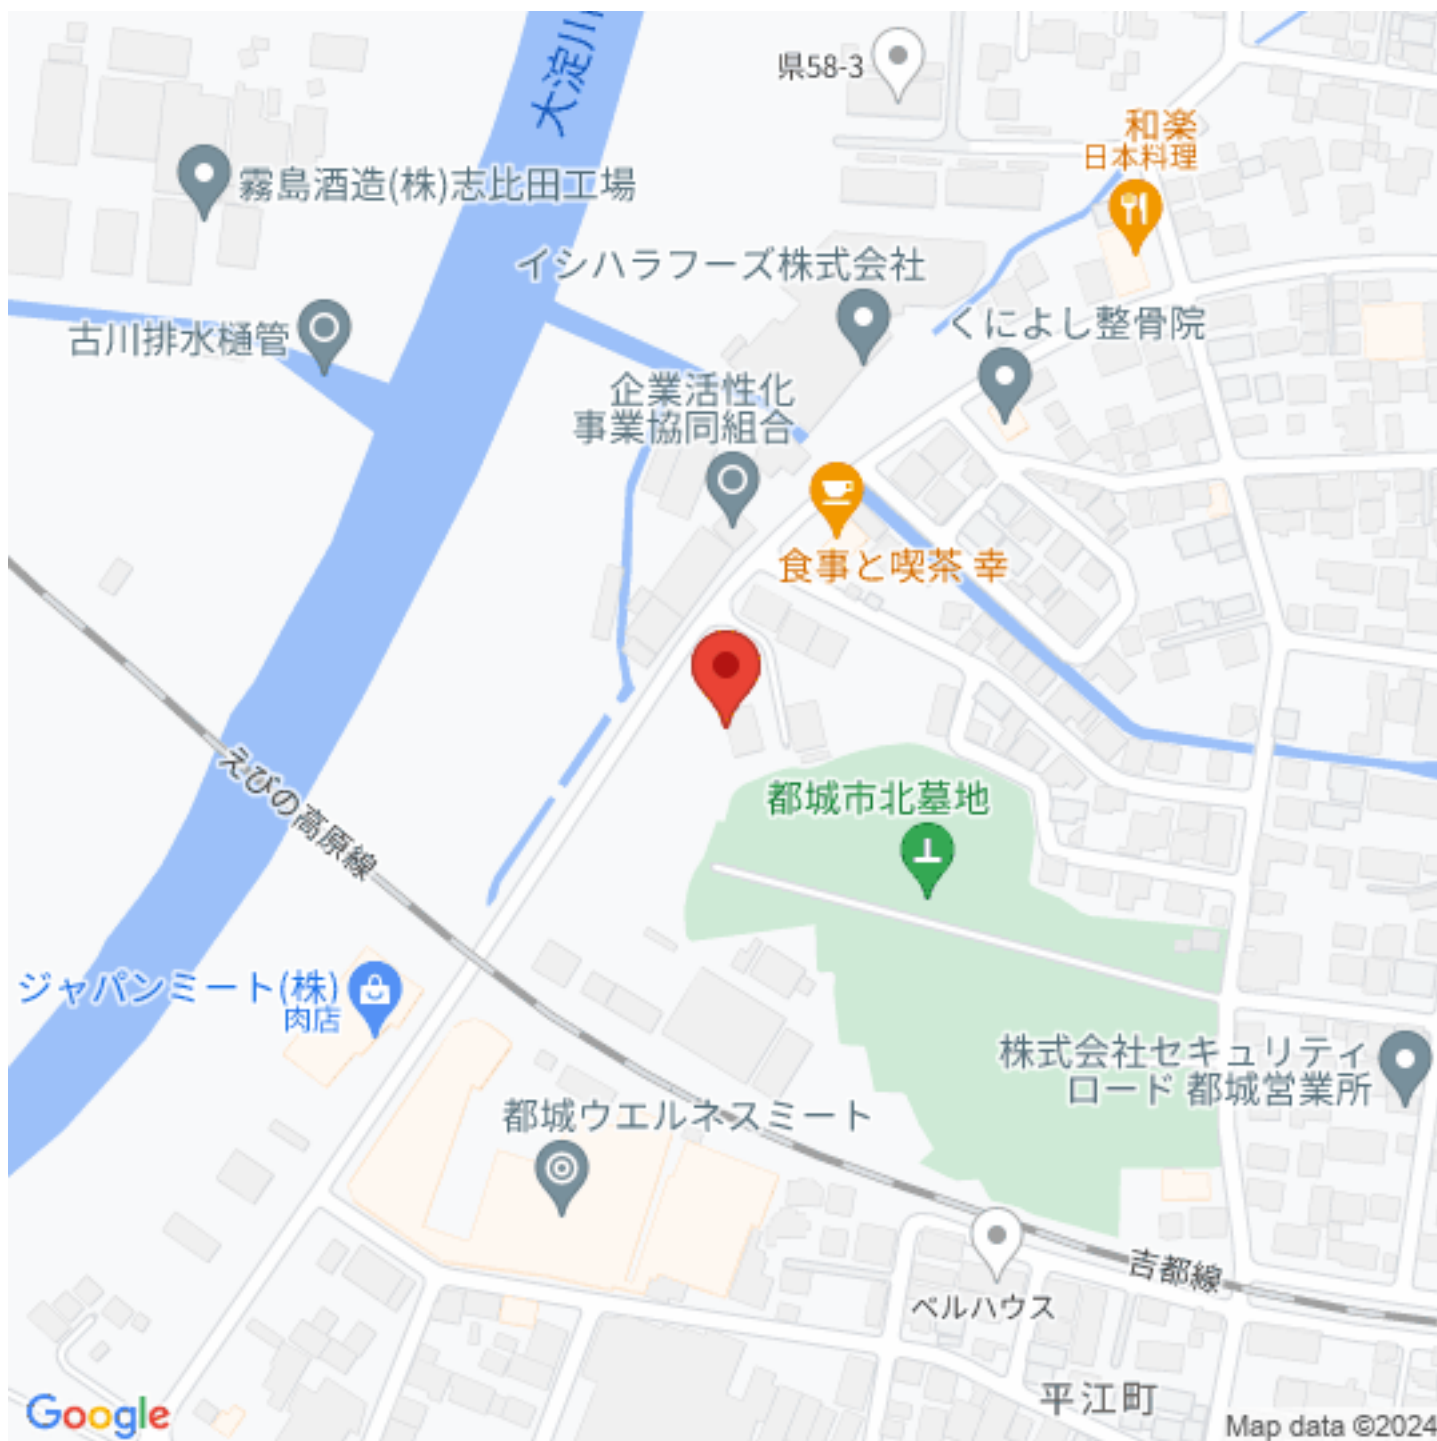 大淀川
県58-3
和楽
日本料理
霧島酒造(株)志比田工場
イシハラフーズ株式会社
くによし整骨院
古川排水樋管
企業活性化
事業協同組合
食事と喫茶 幸
えびの高原線
都城市北墓地
ジャパンミート(株)
肉店
株式会社セキュリティ
ロード 都城営業所
都城ウエルネスミート
吉都線
ベルハウス
平江町
Google
Map data ©2024